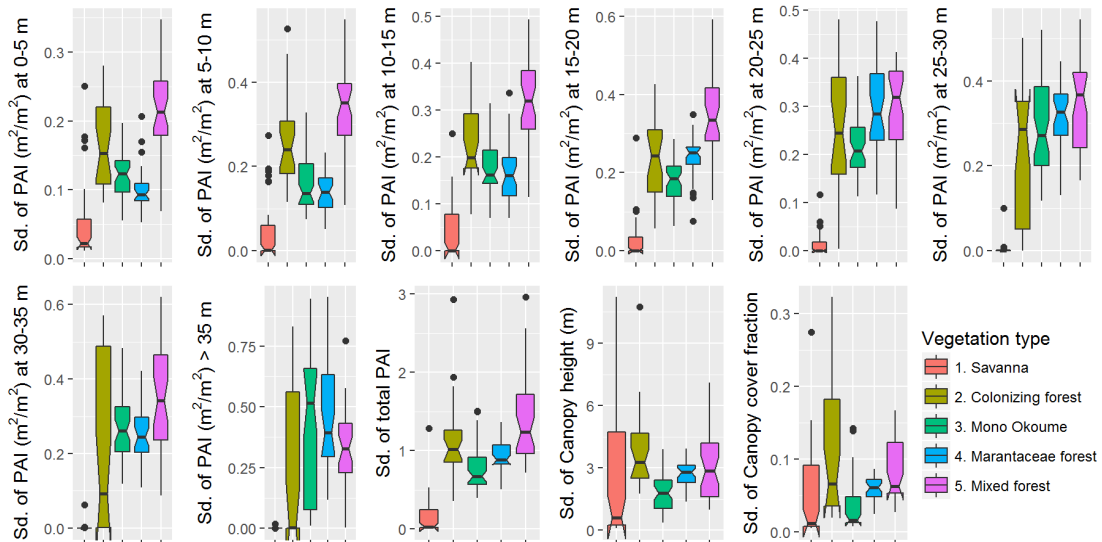 Sd. of PAI (m²/m²) at 0-5 m
0.3
0.2
0.1
0.0
Sd. of PAI (m²/m²) at 5-10 m
0.4
0.2
0.0
Sd. of PAI (m²/m²) at 10-15 m
0.5
0.4
0.3
0.2
0.1
0.0
Sd. of PAI (m²/m²) at 15-20 m
0.6
0.4
0.2
0.0
Sd. of PAI (m²/m²) at 20-25 m
0.5
0.4
0.3
0.2
0.1
0.0
Sd. of PAI (m²/m²) at 25-30 m
0.4
0.2
0.0
Sd. of PAI (m²/m²) at 30-35 m
0.6
0.4
0.2
0.0
Sd. of PAI (m²/m²) > 35 m
0.75
0.50
0.25
0.00
Sd. of total PAI
3
2
1
0
Sd. of Canopy height (m)
9
6
3
0
Sd. of Canopy cover fraction
0.3
0.2
0.1
0.0
Vegetation type
1. Savanna
2. Colonizing forest
3. Mono Okoume
4. Marantaceae forest
5. Mixed forest